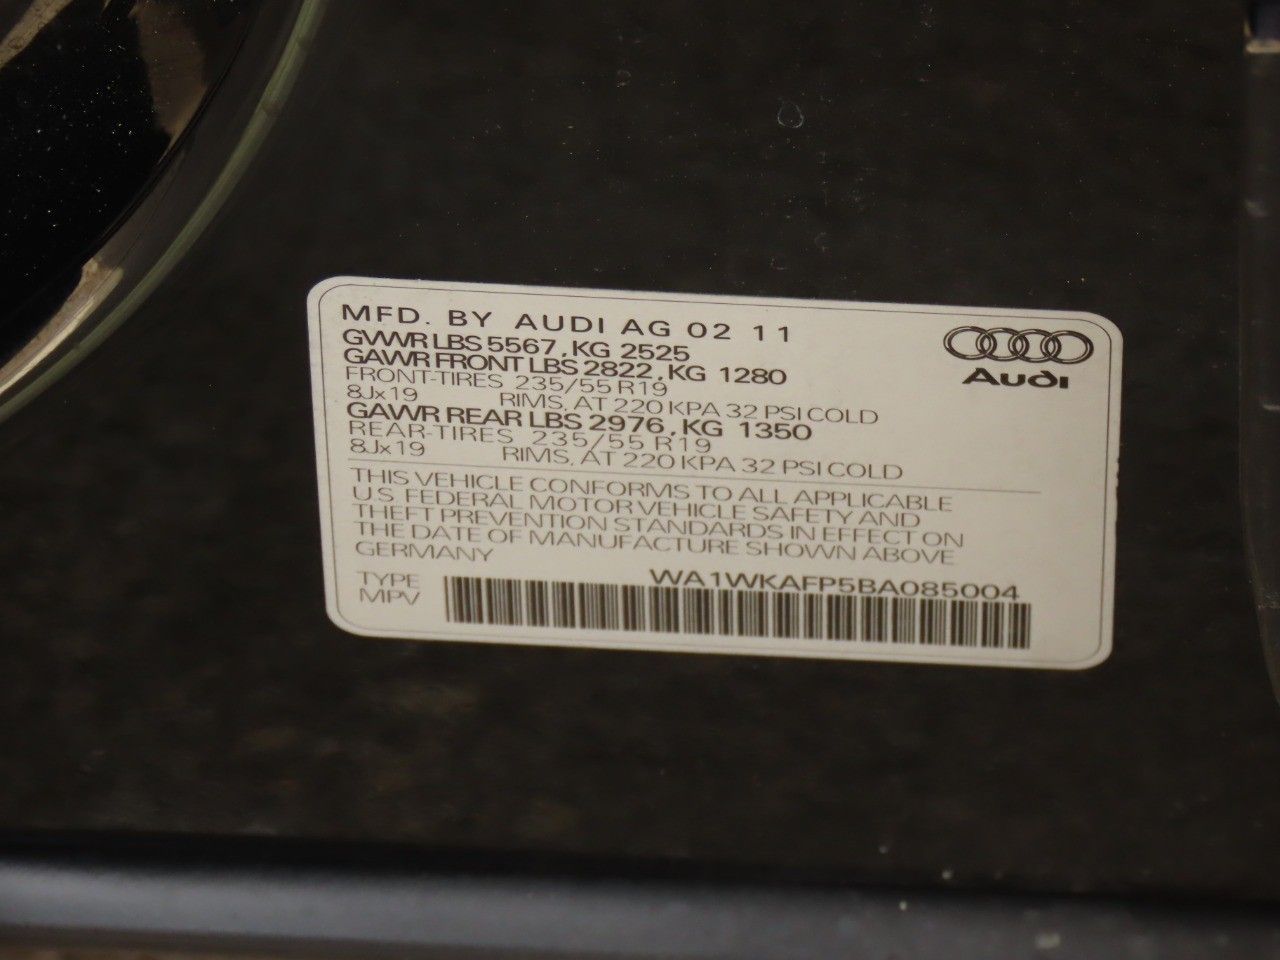 MFD. BY AUDI AG 02 11
GVWR LBS 5567, KG 2525
GAWR FRONT LBS 2822, KG 1280
FRONT-TIRES 235/55 R19
8Jx19 RIMS, AT 220 KPA 32 PSI COLD
GAWR REAR LBS 2976, KG 1350
REAR-TIRES 235/55 R19
8Jx19 RIMS, AT 220 KPA 32 PSI COLD
Audi
THIS VEHICLE CONFORMS TO ALL APPLICABLE
U.S. FEDERAL MOTOR VEHICLE SAFETY AND
THEFT PREVENTION STANDARDS IN EFFECT ON
THE DATE OF MANUFACTURE SHOWN ABOVE
GERMANY
TYPE WA1WKAFP5BA085004
MPV